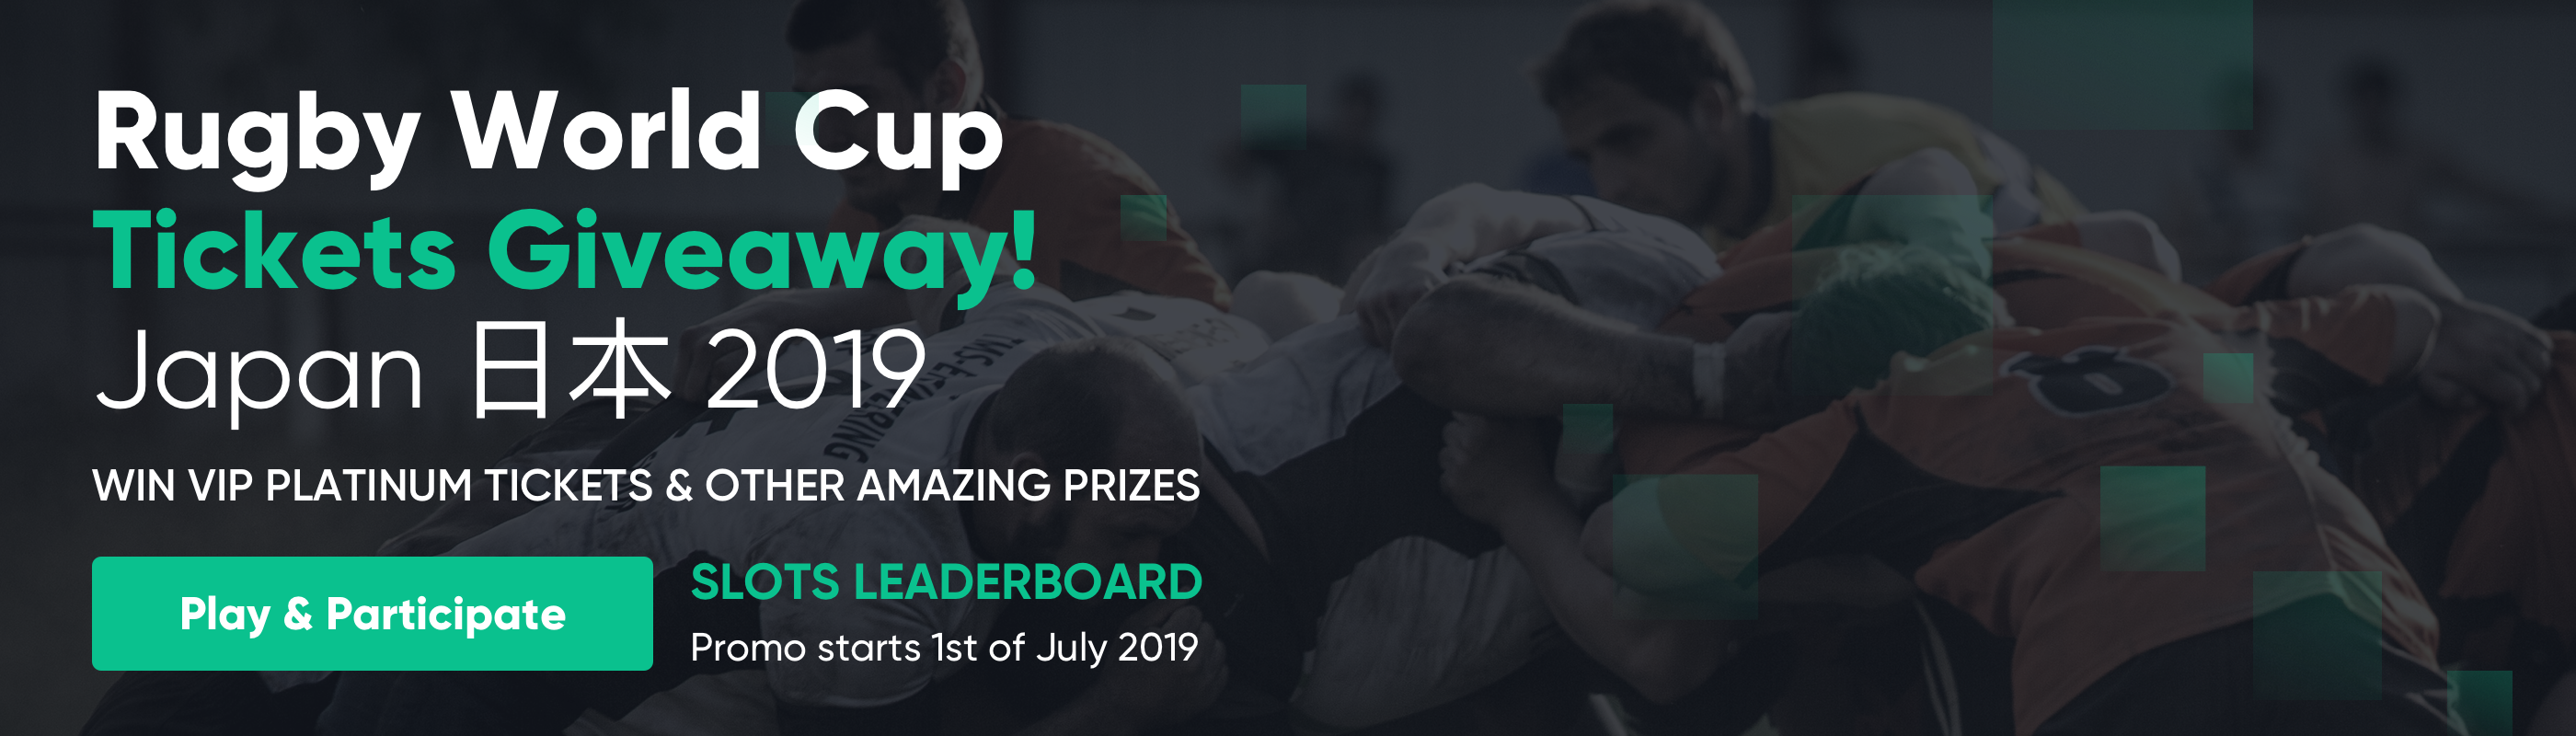 Rugby World Cup
Tickets Giveaway!
Japan 日本 2019
WIN VIP PLATINUM TICKETS & OTHER AMAZING PRIZES
Play & Participate
SLOTS LEADERBOARD
Promo starts 1st of July 2019